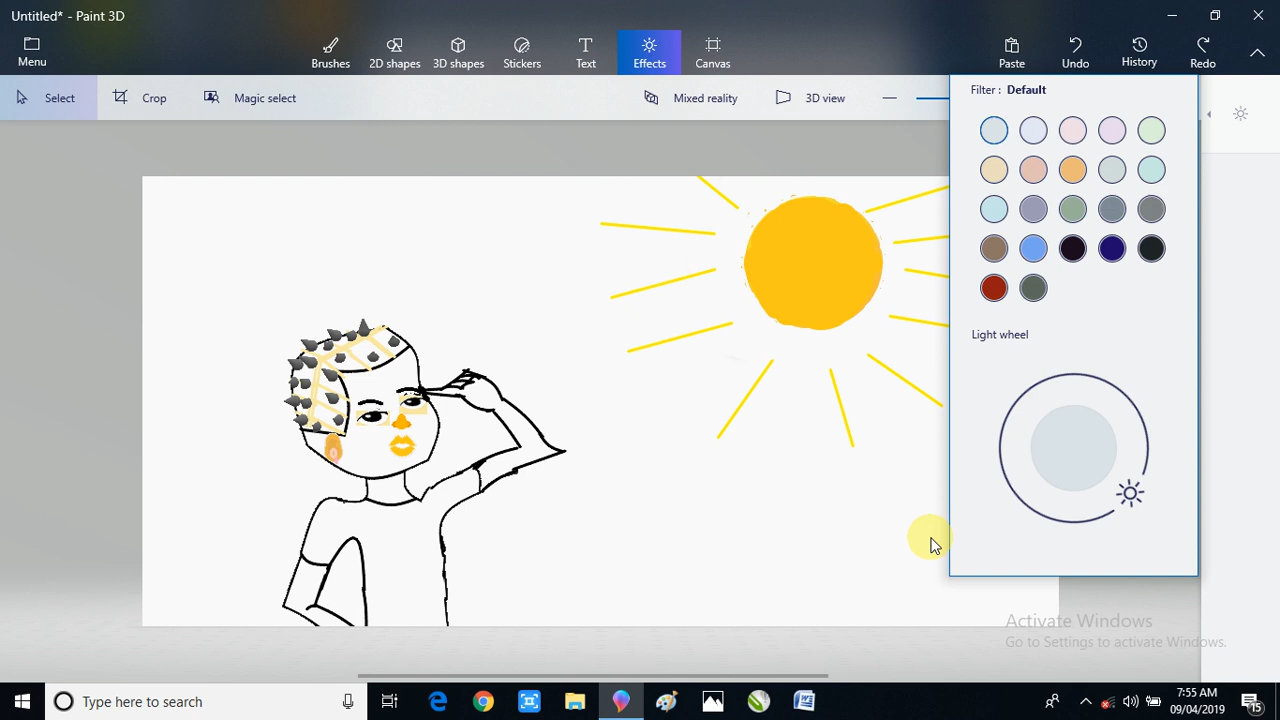 Untitled* - Paint 3D
Menu
Brushes
2D shapes
3D shapes
Stickers
Text
Effects
Canvas
Paste
Undo
History
Redo
Select
Crop
Magic select
Mixed reality
3D view
Filter : Default
Light wheel
Activate Windows
Go to Settings to activate Windows.
Type here to search
7:55 AM
09/04/2019
15